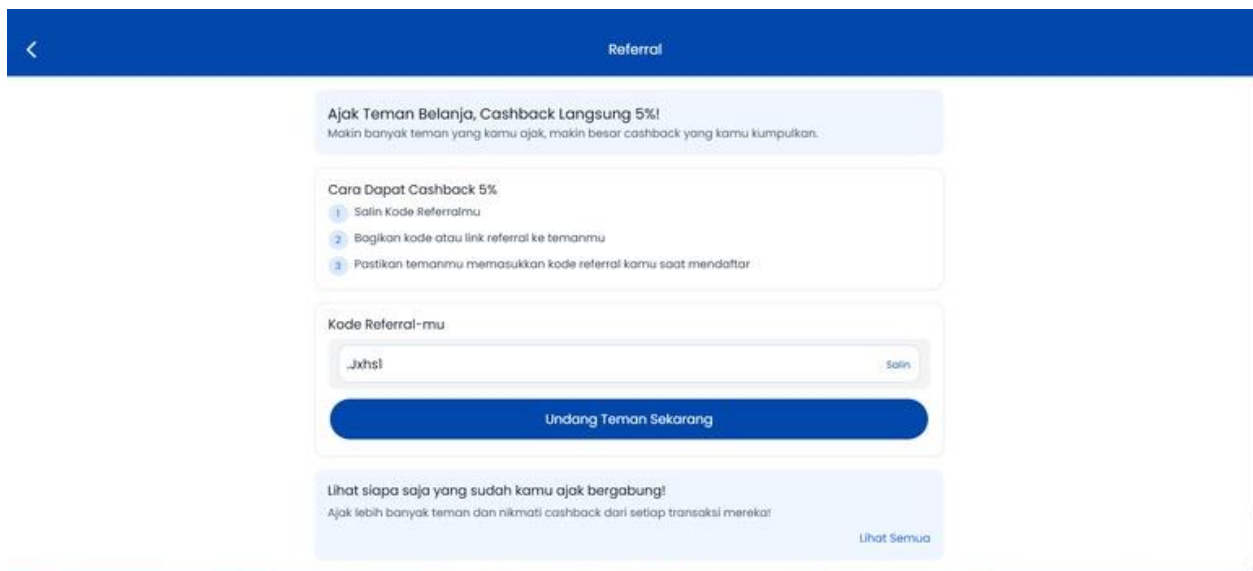 Referral
Ajak Teman Belanja, Cashback Langsung 5%!
Makin banyak teman yang kamu ajak, makin besar cashback yang kamu kumpulkan.
Cara Dapat Cashback 5%
1 Salin Kode Referralmu
2 Bagikan kode atau link referral ke temanmu
3 Pastikan temanmu memasukkan kode referral kamu saat mendaftar
Kode Referral-mu
Salin
Undang Teman Sekarang
Lihat siapa saja yang sudah kamu ajak bergabung!
Ajak lebih banyak teman dan nikmati cashback dari setiap transaksi mereka!
Lihat Semua